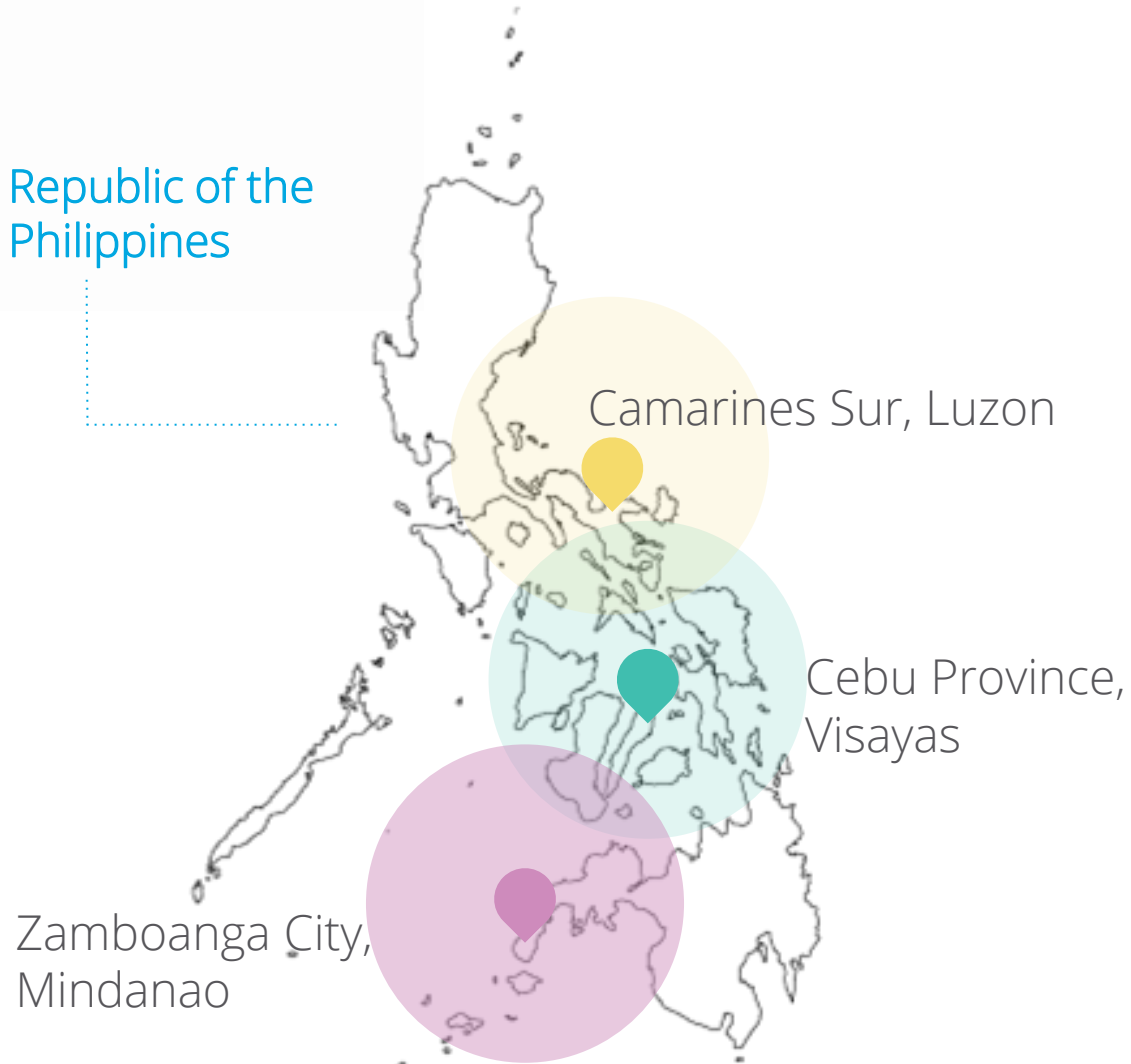 Republic of the
Philippines
Camarines Sur, Luzon
Cebu Province,
Visayas
Zamboanga City,
Mindanao